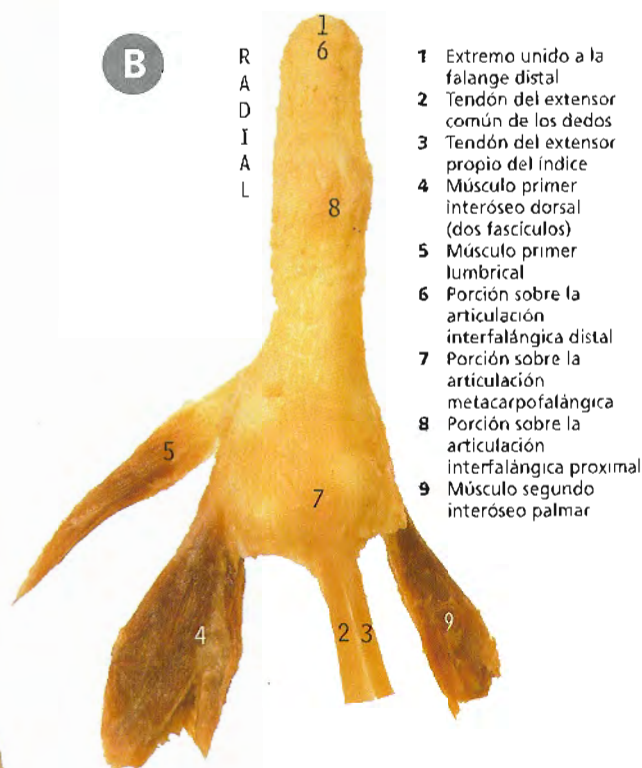 B
R
A
D
I
A
L
1
6
8
5
7
4
2
3
9
1 Extremo unido a la
falange distal
2 Tendón del extensor
común de los dedos
3 Tendón del extensor
propio del índice
4 Músculo primer
interóseo dorsal
(dos fascículos)
5 Músculo primer
lumbrical
6 Porción sobre la
articulación
interfalángica distal
7 Porción sobre la
articulación
metacarpofalángica
8 Porción sobre la
articulación
interfalángica proximal
9 Músculo segundo
interóseo palmar